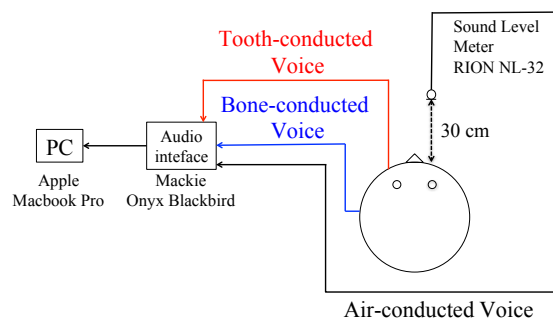 Tooth-conducted
Voice
Bone-conducted
Voice
Sound Level
Meter
RION NL-32
30 cm
PC
Audio
inteface
Apple
Macbook Pro
Mackie
Onyx Blackbird
Air-conducted Voice